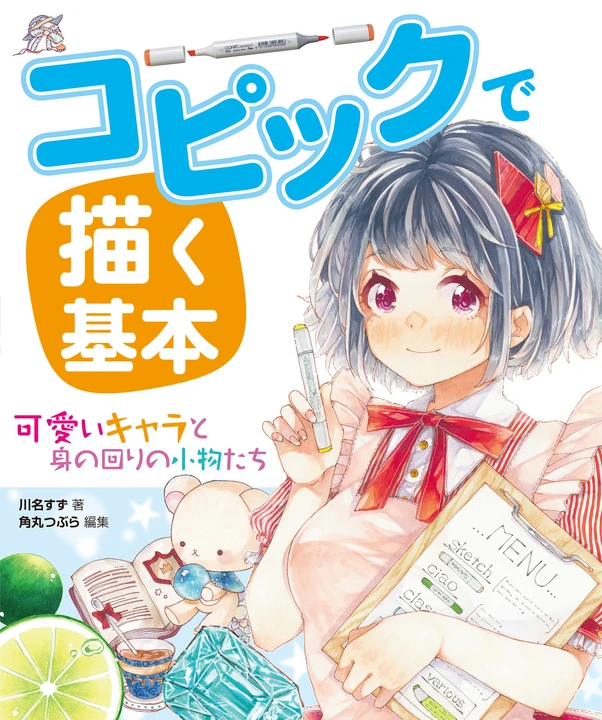 コピックで
描く
基本
可愛いキャラと
身の回りの小物たち
川名すず 著
角丸つぶら 編集
...MENU...
sketch
ciao
clas
various